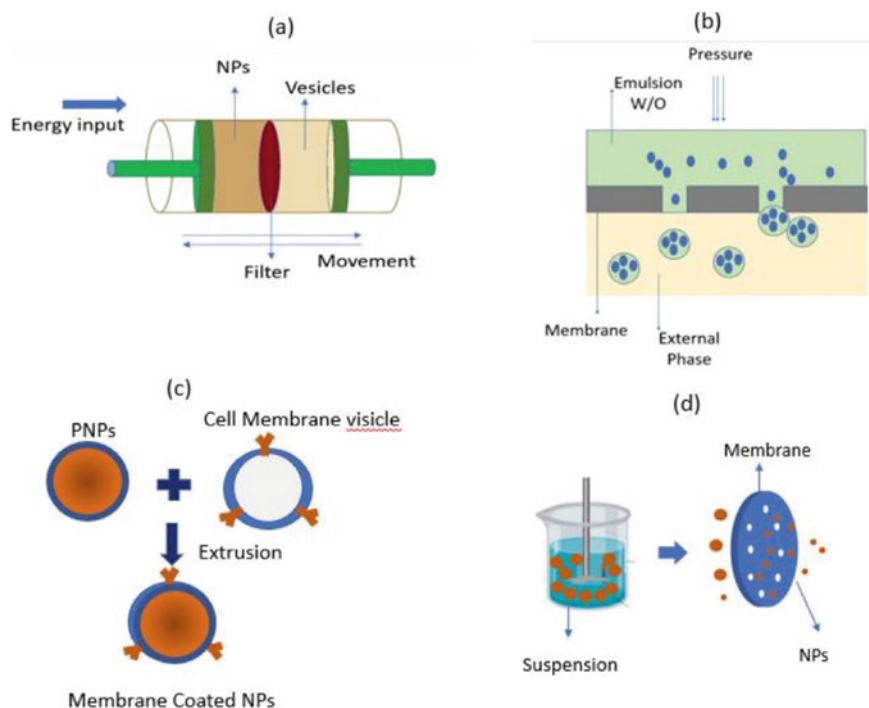 (a)
NPs
Vesicles
Energy input
Filter
Movement
(b)
Pressure
Emulsion
W/O
Membrane
External
Phase
(c)
PNPs
Cell Membrane visicle
Extrusion
Membrane Coated NPs
(d)
Membrane
Suspension
NPs